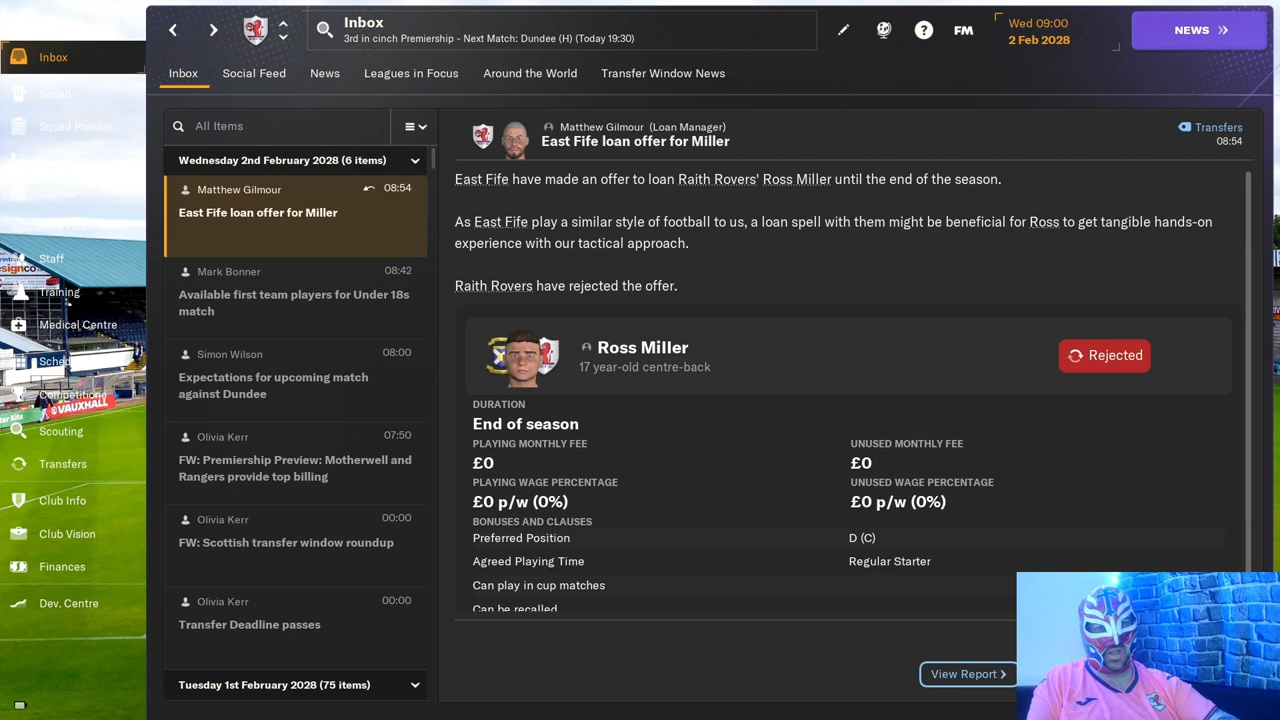 Inbox
3rd in cinch Premiership - Next Match: Dundee (H) (Today 19:30)
FM
Wed 09:00
2 Feb 2028
NEWS
Inbox
Squad
Squad Planner
Staff
Training
Medical Centre
Sched
Competitions
Scouting
Transfers
Club Info
Club Vision
Finances
Dev. Centre
designco
Kits
VAUXHALL
Inbox
Social Feed
News
Leagues in Focus
Around the World
Transfer Window News
All Items
Wednesday 2nd February 2028 (6 items)
Matthew Gilmour
08:54
East Fife loan offer for Miller
Mark Bonner
08:42
Available first team players for Under 18s
match
Simon Wilson
08:00
Expectations for upcoming match
against Dundee
Olivia Kerr
07:50
FW: Premiership Preview: Motherwell and
Rangers provide top billing
Olivia Kerr
00:00
FW: Scottish transfer window roundup
Olivia Kerr
00:00
Transfer Deadline passes
Tuesday 1st February 2028 (75 items)
Matthew Gilmour (Loan Manager)
East Fife loan offer for Miller
Transfers
08:54
East Fife have made an offer to loan Raith Rovers' Ross Miller until the end of the season.
As East Fife play a similar style of football to us, a loan spell with them might be beneficial for Ross to get tangible hands-on
experience with our tactical approach.
Raith Rovers have rejected the offer.
Ross Miller
17 year-old centre-back
Rejected
DURATION
End of season
PLAYING MONTHLY FEE
UNUSED MONTHLY FEE
£0
£0
PLAYING WAGE PERCENTAGE
UNUSED WAGE PERCENTAGE
£0 p/w (0%)
£0 p/w (0%)
BONUSES AND CLAUSES
Preferred Position
D (C)
Agreed Playing Time
Regular Starter
Can play in cup matches
Can be recalled
View Report